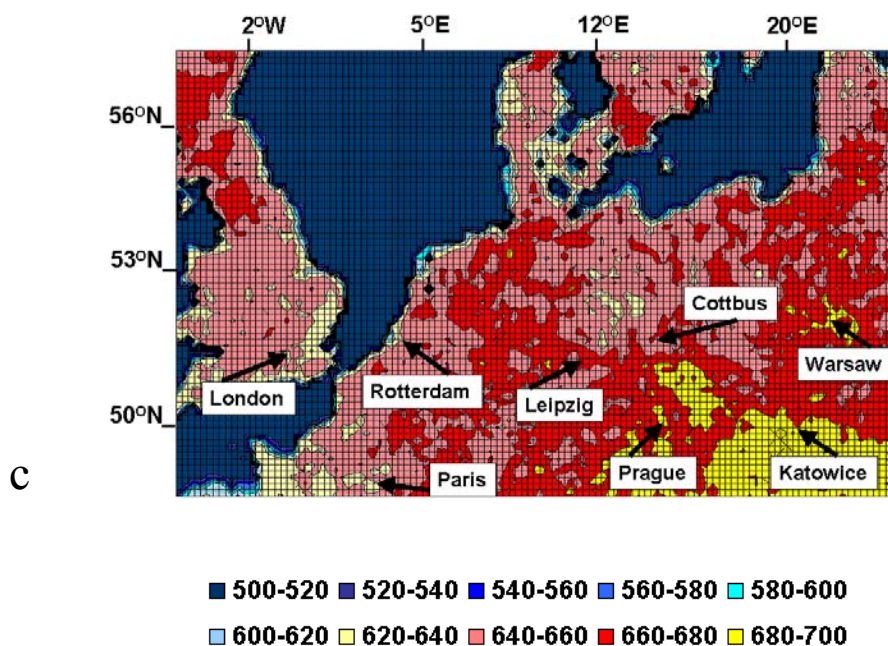 2°W 5°E 12°E 20°E
56°N
53°N
Cottbus
Warsaw
London
Rotterdam
Leipzig
50°N
Paris
Prague
Katowice
c
500-520 520-540 540-560 560-580 580-600
600-620 620-640 640-660 660-680 680-700